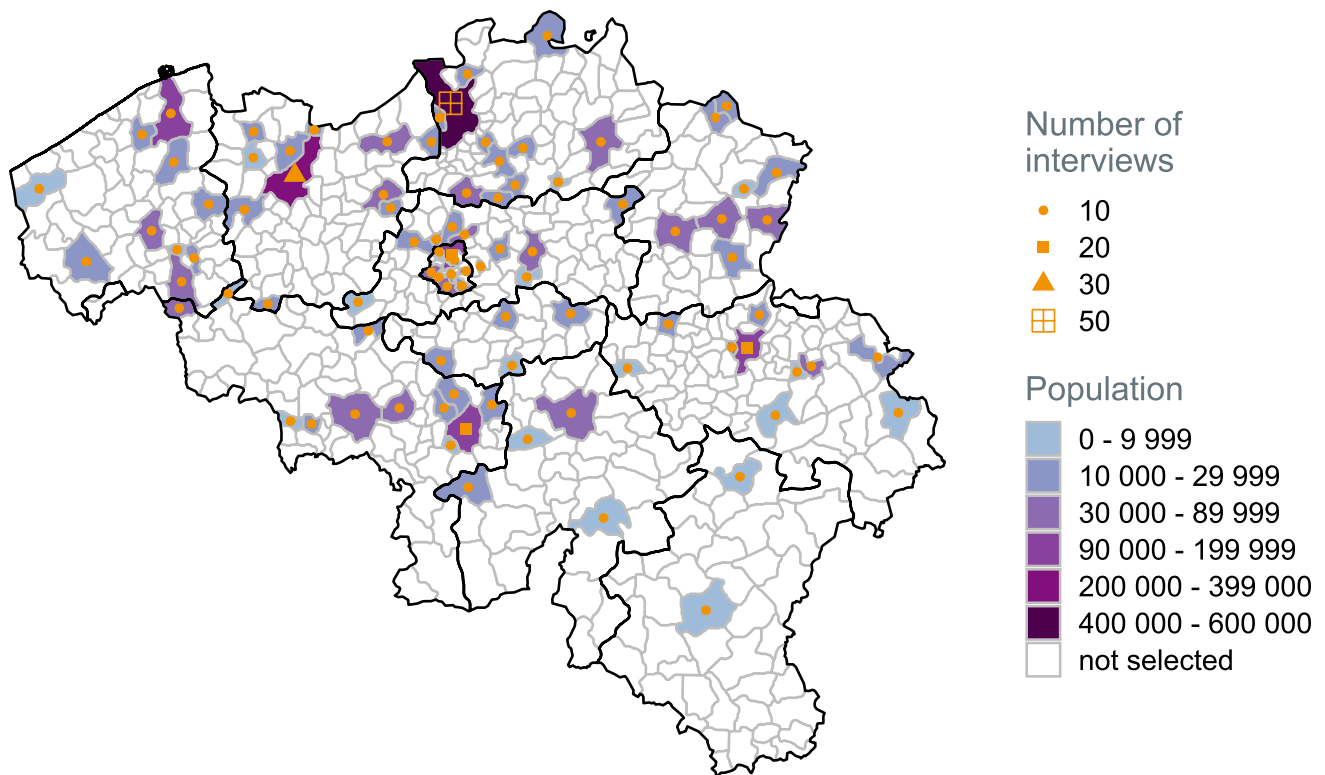 Number of
interviews
10
20
30
50
Population
0 - 9 999
10 000 - 29 999
30 000 - 89 999
90 000 - 199 999
200 000 - 399 000
400 000 - 600 000
not selected